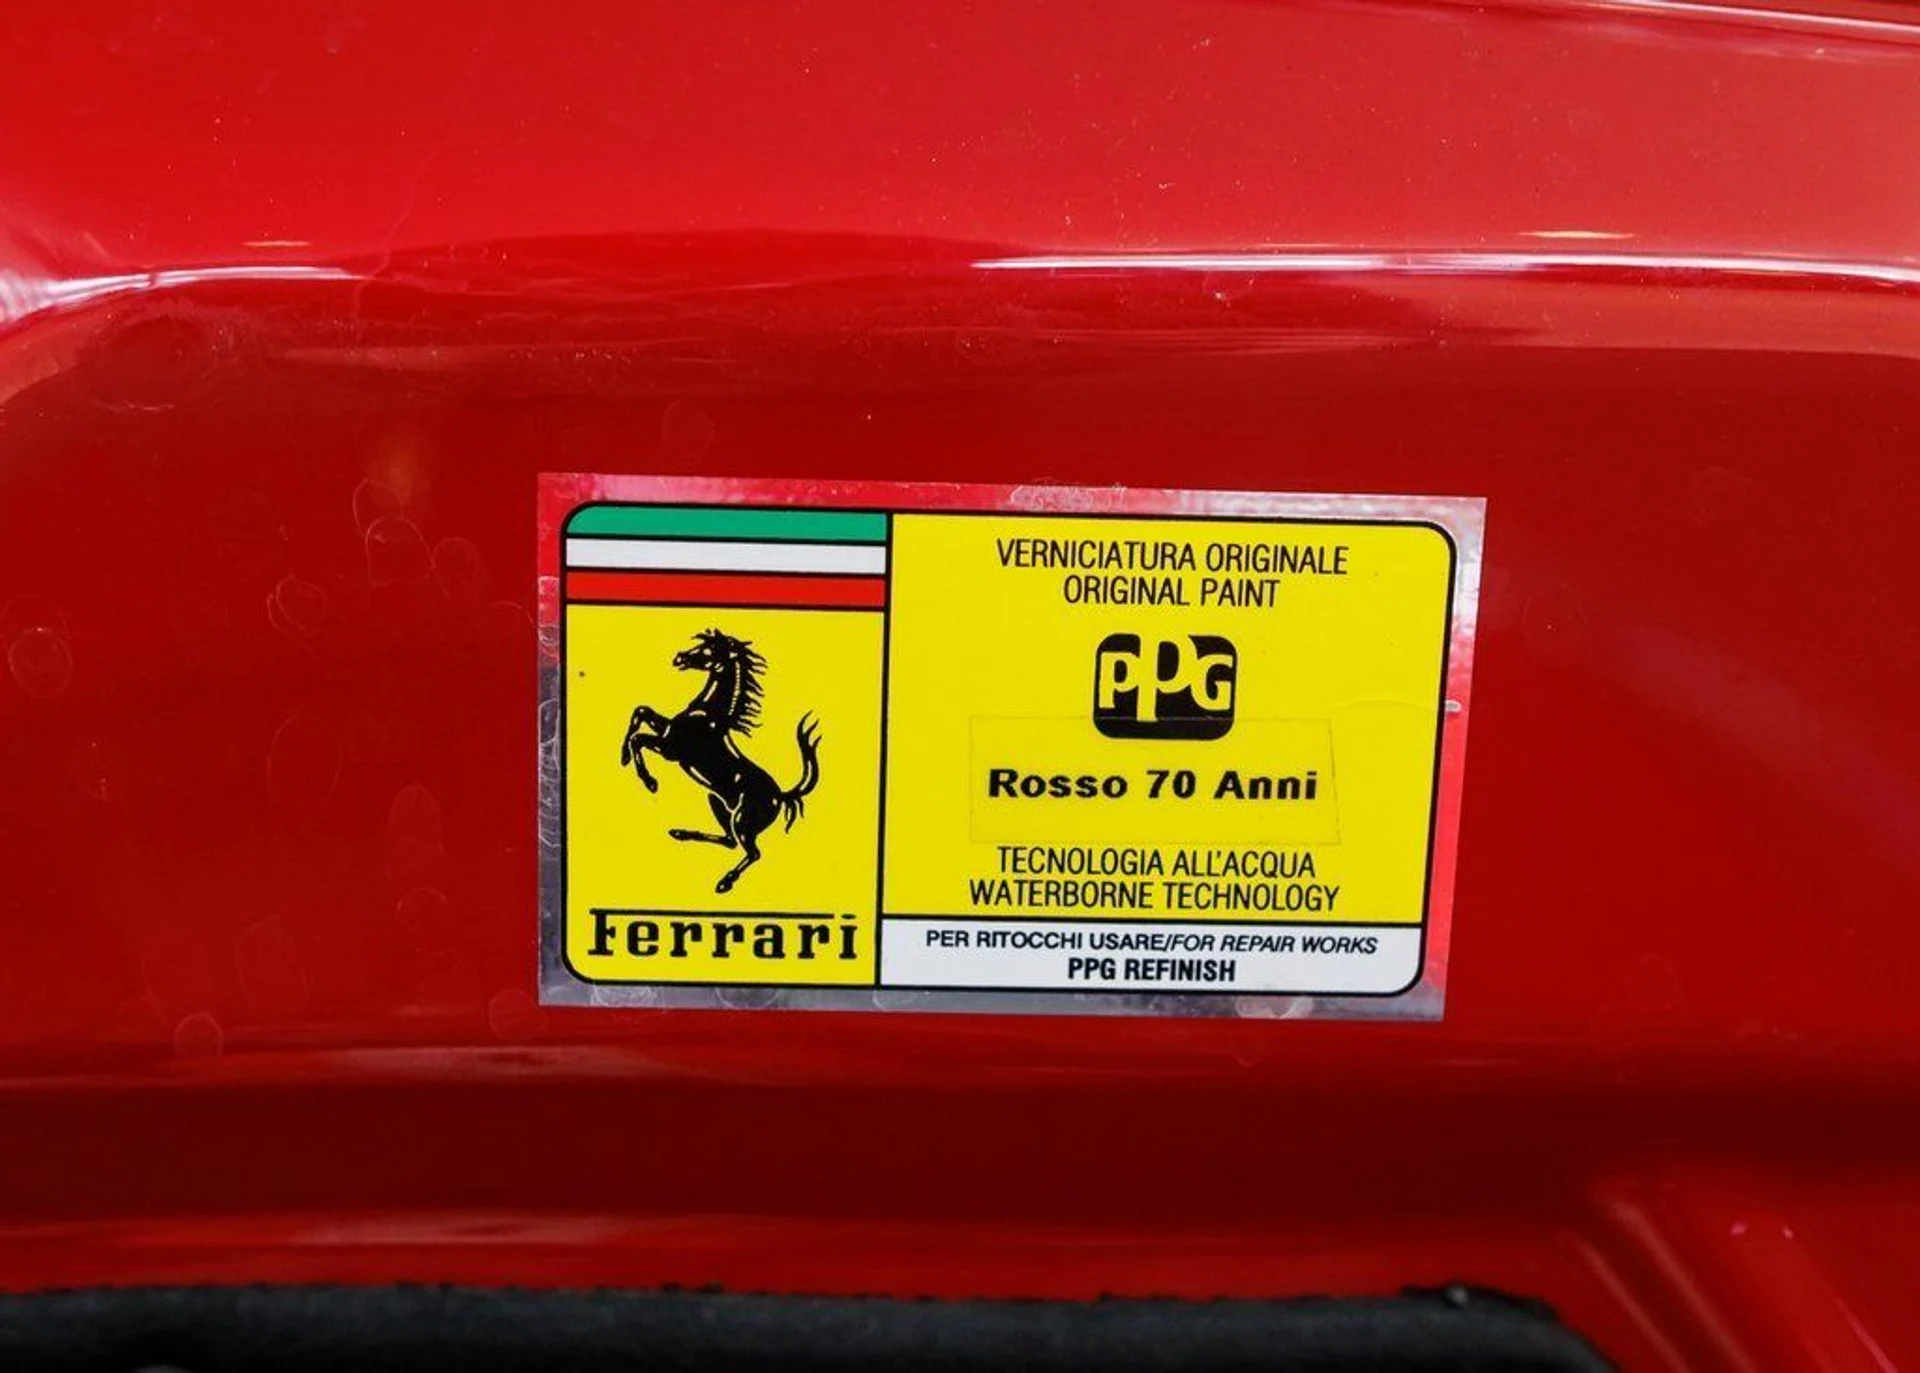 Ferrari
VERNICIATURA ORIGINALE
ORIGINAL PAINT
PPG
Rosso 70 Anni
TECNOLOGIA ALL'ACQUA
WATERBORNE TECHNOLOGY
PER RITOCCHI USARE/FOR REPAIR WORKS
PPG REFINISH